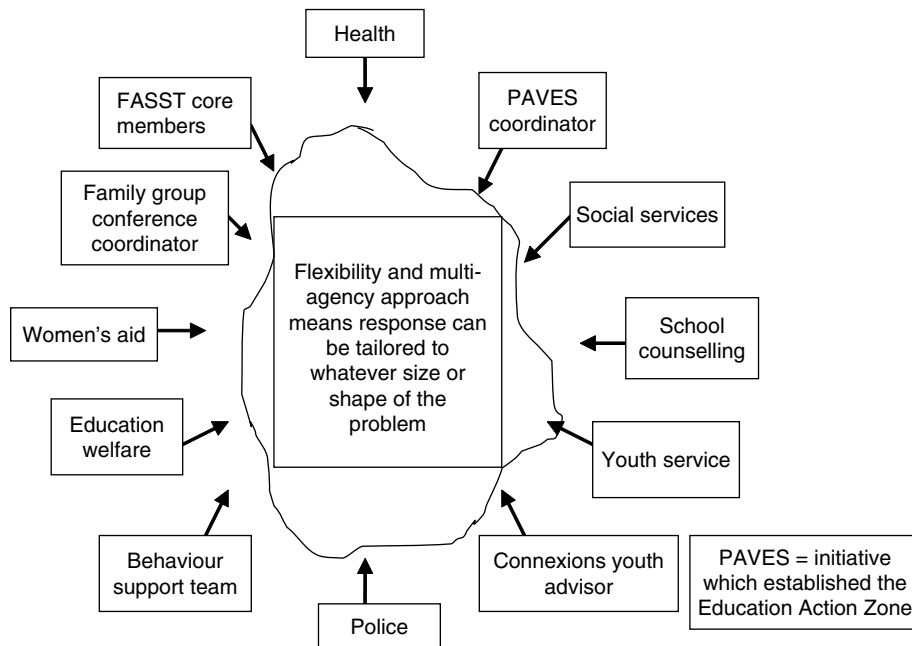 Health
FASST core
members
PAVES
coordinator
Family group
conference
coordinator
Social services
Flexibility and multi-
agency approach
means response can
be tailored to
whatever size or
shape of the
problem
Women's aid
School
counselling
Education
welfare
Youth service
Behaviour
support team
Connexions youth
advisor
PAVES = initiative
which established the
Education Action Zone
Police